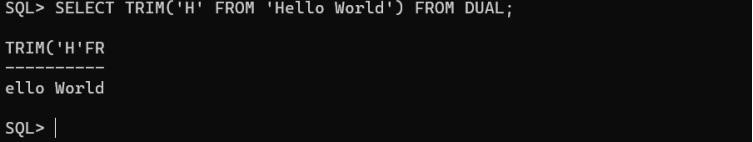 SQL> SELECT TRIM('H' FROM 'Hello World') FROM DUAL;
TRIM('H'FR
----------
ello World
SQL>